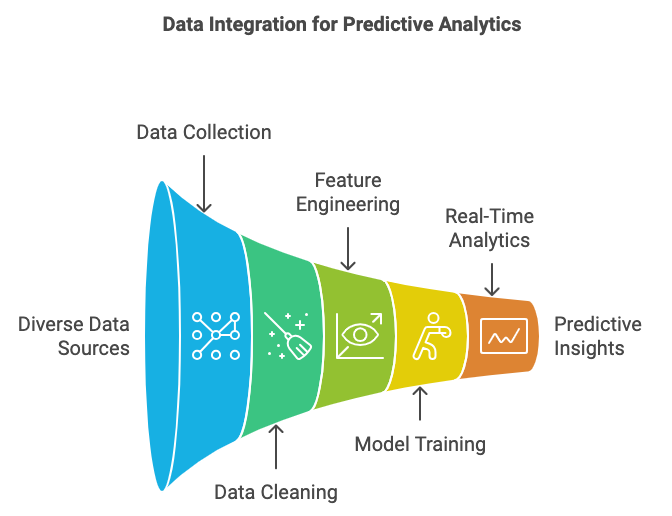 Data Integration for Predictive Analytics
Data Collection
Feature
Engineering
Real-Time
Analytics
Diverse Data
Sources
Predictive
Insights
Model Training
Data Cleaning